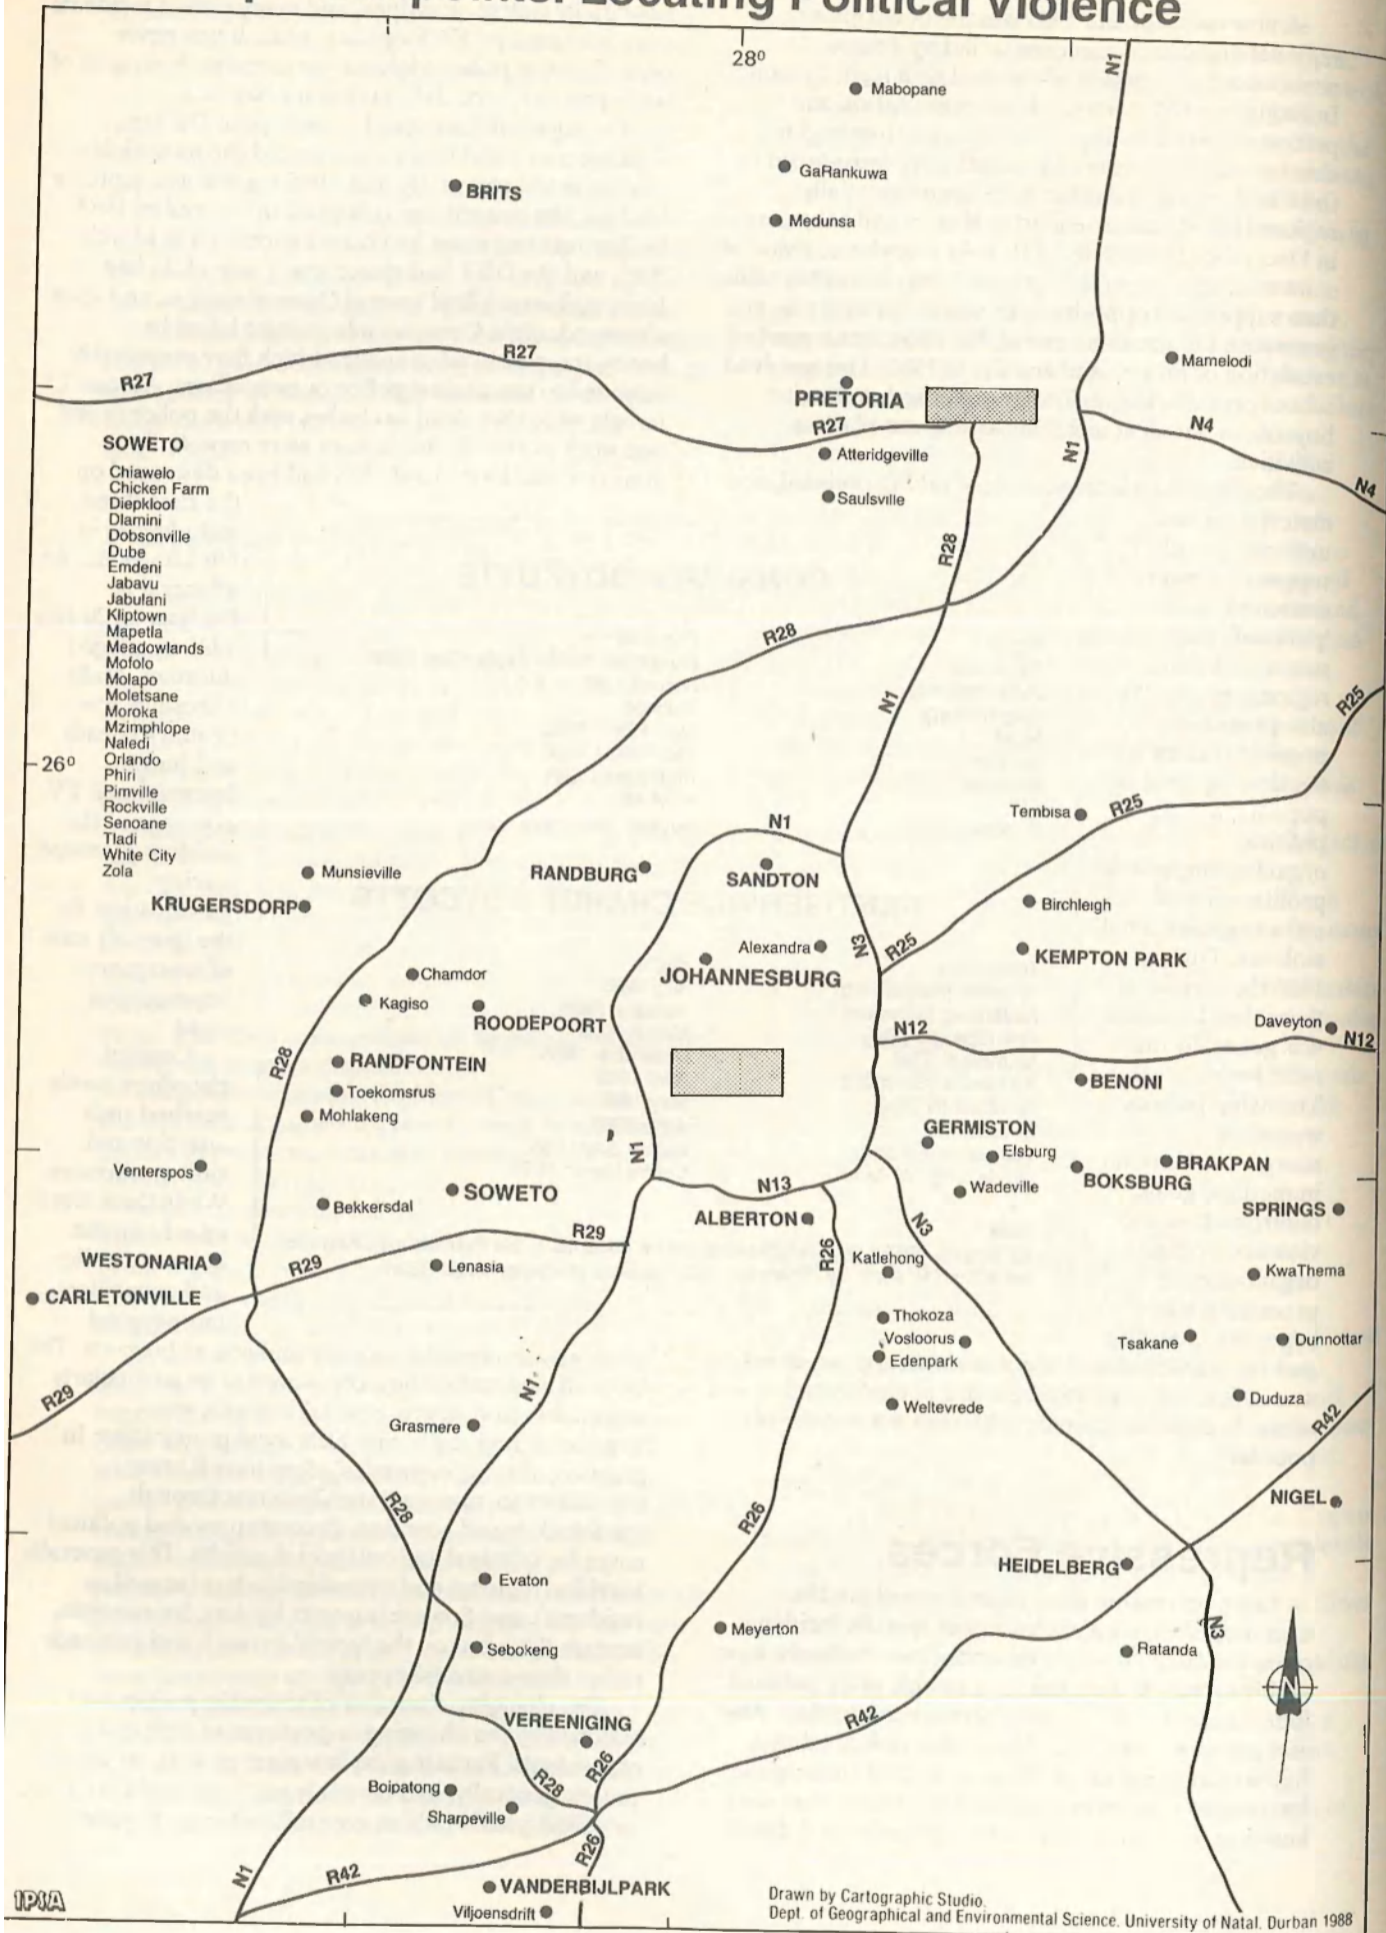 Locating Political Violence
28⁰
N1
Mabopane
GaRankuwa
BRITS
Medunsa
R27
R27
Mamelodi
PRETORIA
R27
N4
N1
Atteridgeville
N4
Saulsville
SOWETO
Chiawelo
Chicken Farm
Diepkloof
Dlamini
Dobsonville
Dube
Emdeni
Jabavu
Jabulani
Kliptown
Mapetla
Meadowlands
Mofolo
Molapo
Moletsane
Moroka
Mzimphlope
Naledi
Orlando
Phiri
Pimville
Rockville
Senoane
Tladi
White City
Zola
R28
R28
N1
R25
26⁰
Tembisa
R25
N1
Munsieville
RANDBURG
SANDTON
KRUGERSDORP
Birchleigh
Alexandra
N3
R25
KEMPTON PARK
Chamdor
JOHANNESBURG
Kagiso
ROODEPOORT
Daveyton
N12
N12
R28
RANDFONTEIN
BENONI
Toekomsrus
Mohlakeng
GERMISTON
N1
Elsburg
BRAKPAN
Venterspos
BOKSBURG
N13
Wadeville
SOWETO
Bekkersdal
ALBERTON
SPRINGS
N3
R29
R26
WESTONARIA
R29
Lenasia
Katlehong
KwaThema
CARLETONVILLE
Thokoza
Vosloorus
Tsakane
Dunnottar
Edenpark
R29
N1
Weltevrede
Duduza
Grasmere
R42
R28
R26
NIGEL
HEIDELBERG
Evaton
Meyerton
N3
Sebokeng
Ratanda
N
VEREENIGING
R42
R28
R26
Boipatong
Sharpeville
R26
N1
R42
VANDERBIJLPARK
Viljoensdrift
IPSA
Drawn by Cartographic Studio.
Dept. of Geographical and Environmental Science. University of Natal. Durban 1988